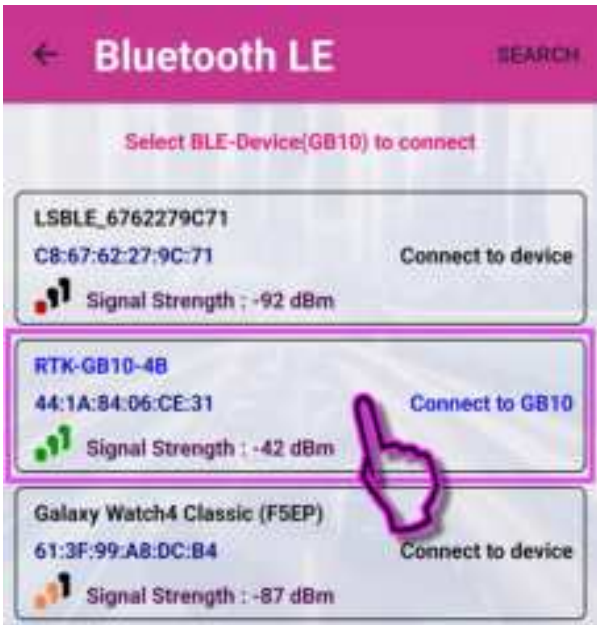 ← Bluetooth LE SEARCH
Select BLE-Device(GB10) to connect
LSBLE_6762279C71
C8:67:62:27:9C:71 Connect to device
Signal Strength : -92 dBm
RTK-GB10-4B
44:1A:84:06:CE:31 Connect to GB10
Signal Strength : -42 dBm
Galaxy Watch4 Classic (F5EP)
61:3F:99:A8:DC:B4 Connect to device
Signal Strength : -87 dBm